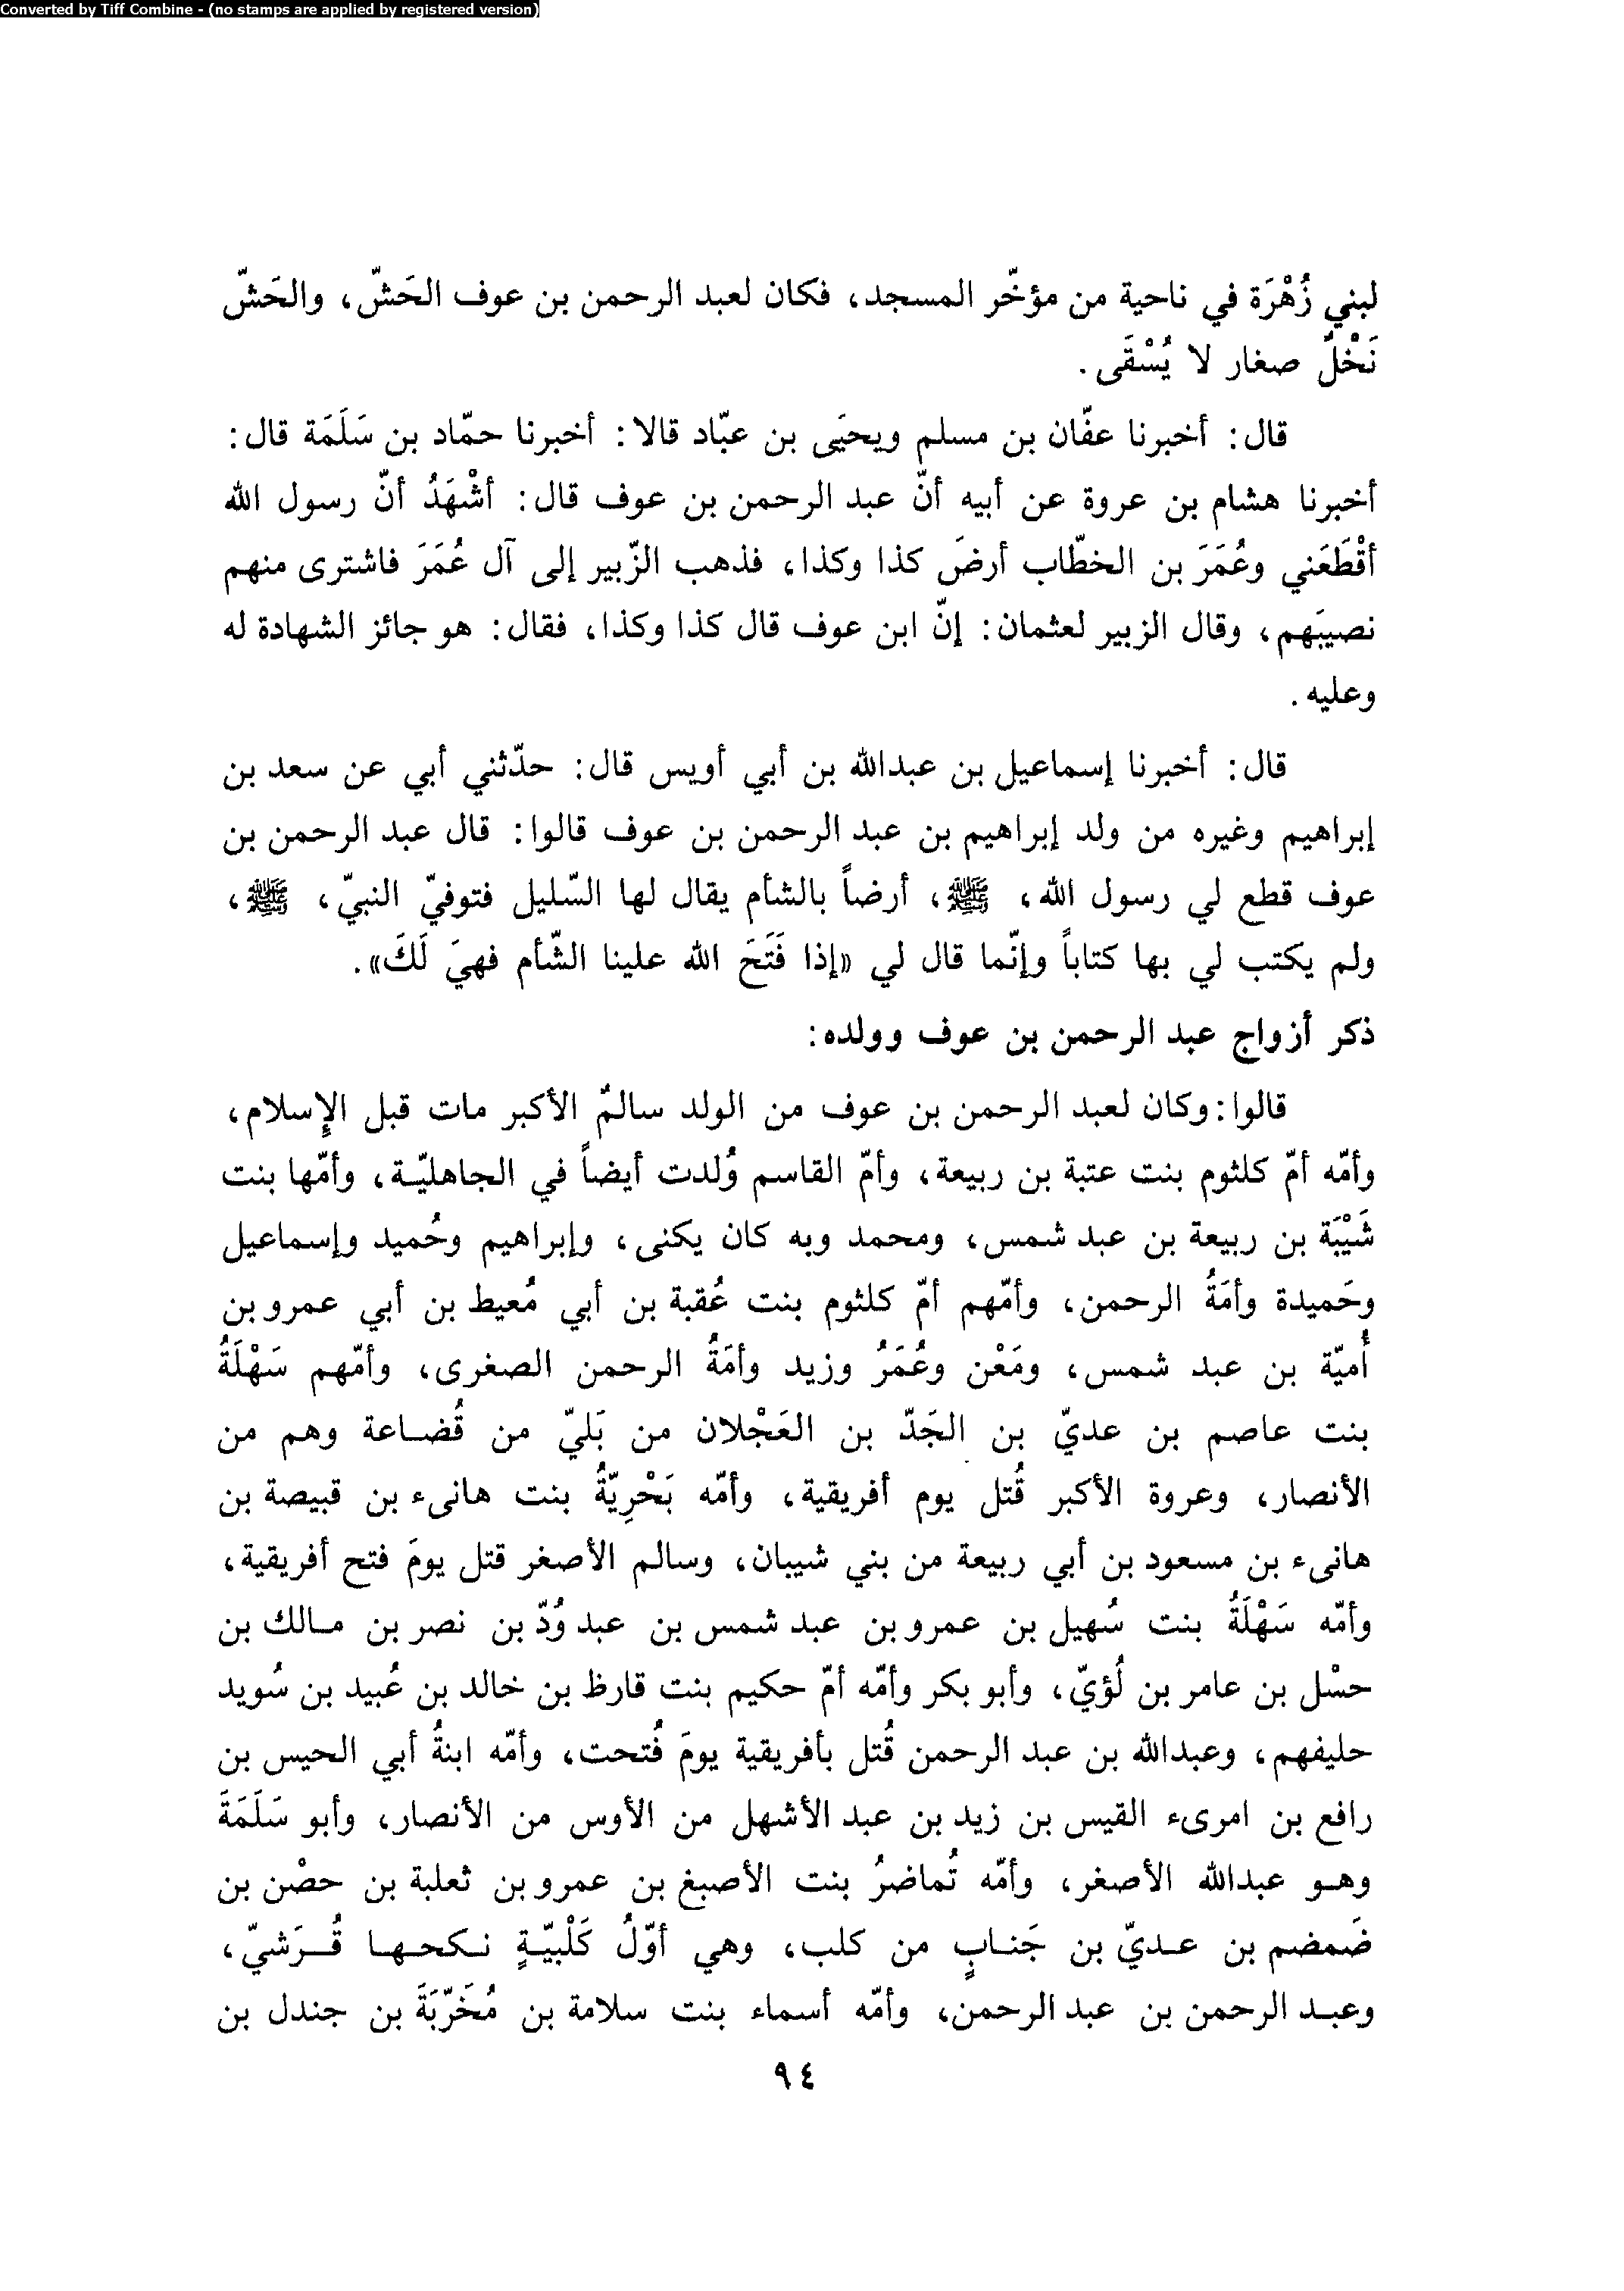 Converted by Tiff Combine - (no stamps are applied by registered version)
لبني زُهْرَة في ناحية من مؤخّر المسجد، فكان لعبد الرحمن بن عوف الحَشّ، والحَشّ
نَخْلٌ صغار لا يُسْقَى.
قال: أخبرنا عفّان بن مسلم ويحيَى بن عبّاد قالا: أخبرنا حمّاد بن سَلَمَة قال:
أخبرنا هشام بن عروة عن أبيه أنّ عبد الرحمن بن عوف قال: أشْهَدُ أنّ رسول الله
أقْطَعَني وعُمَرَ بن الخطّاب أرضَ كذا وكذا، فذهب الزّبير إلى آل عُمَرَ فاشترى منهم
نصيبَهم، وقال الزبير لعثمان: إنّ ابن عوف قال كذا وكذا، فقال: هو جائز الشهادة له
وعليه.
قال: أخبرنا إسماعيل بن عبدالله بن أبي أويس قال: حدّثني أبي عن سعد بن
إبراهيم وغيره من ولد إبراهيم بن عبد الرحمن بن عوف قالوا: قال عبد الرحمن بن
عوف قطع لي رسول الله، ﷺ، أرضاً بالشأم يقال لها السّليل فتوفيّ النبيّ، ﷺ،
ولم يكتب لي بها كتاباً وإنّما قال لي «إذا فَتَحَ الله علينا الشّأم فهيَ لَكَ».
ذكر أزواج عبد الرحمن بن عوف وولده:
قالوا: وكان لعبد الرحمن بن عوف من الولد سالمٌ الأكبر مات قبل الإسلام،
وأمّه أمّ كلثوم بنت عتبة بن ربيعة، وأمّ القاسم وُلدت أيضاً في الجاهليّة، وأمّها بنت
شَيْبَة بن ربيعة بن عبد شمس، ومحمد وبه كان يكنى، وإبراهيم وحُميد وإسماعيل
وحَميدة وأمَةُ الرحمن، وأمّهم أمّ كلثوم بنت عُقبة بن أبي مُعيط بن أبي عمرو بن
أُميّة بن عبد شمس، ومَعْن وعُمَرُ وزيد وأمَةُ الرحمن الصغرى، وأمّهم سَهْلَةُ
بنت عاصم بن عديّ بن الجَدّ بن العَجْلان من بَليّ من قُضاعة وهم من
الأنصار، وعروة الأكبر قُتل يوم أفريقية، وأمّه بَحْرِيّةُ بنت هانىء بن قبيصة بن
هانىء بن مسعود بن أبي ربيعة من بني شيبان، وسالم الأصغر قتل يومَ فتح أفريقية،
وأمّه سَهْلَةُ بنت سُهيل بن عمرو بن عبد شمس بن عبد وُدّ بن نصر بن مالك بن
حسْل بن عامر بن لُؤيّ، وأبو بكر وأمّه أمّ حكيم بنت قارظ بن خالد بن عُبيد بن سُويد
حليفهم، وعبدالله بن عبد الرحمن قُتل بأفريقية يومَ فُتحت، وأمّه ابنةُ أبي الحيس بن
رافع بن امرىء القيس بن زيد بن عبد الأشهل من الأوس من الأنصار، وأبو سَلَمَةَ
وهو عبدالله الأصغر، وأمّه تُماضرُ بنت الأصبغ بن عمرو بن ثعلبة بن حصْن بن
ضَمضم بن عديّ بن جَنابٍ من كلب، وهي أوّلُ كَلْبيّةٍ نكحها قُرَشيّ،
وعبد الرحمن بن عبد الرحمن، وأمّه أسماء بنت سلامة بن مُخَرّبَةَ بن جندل بن
٩٤